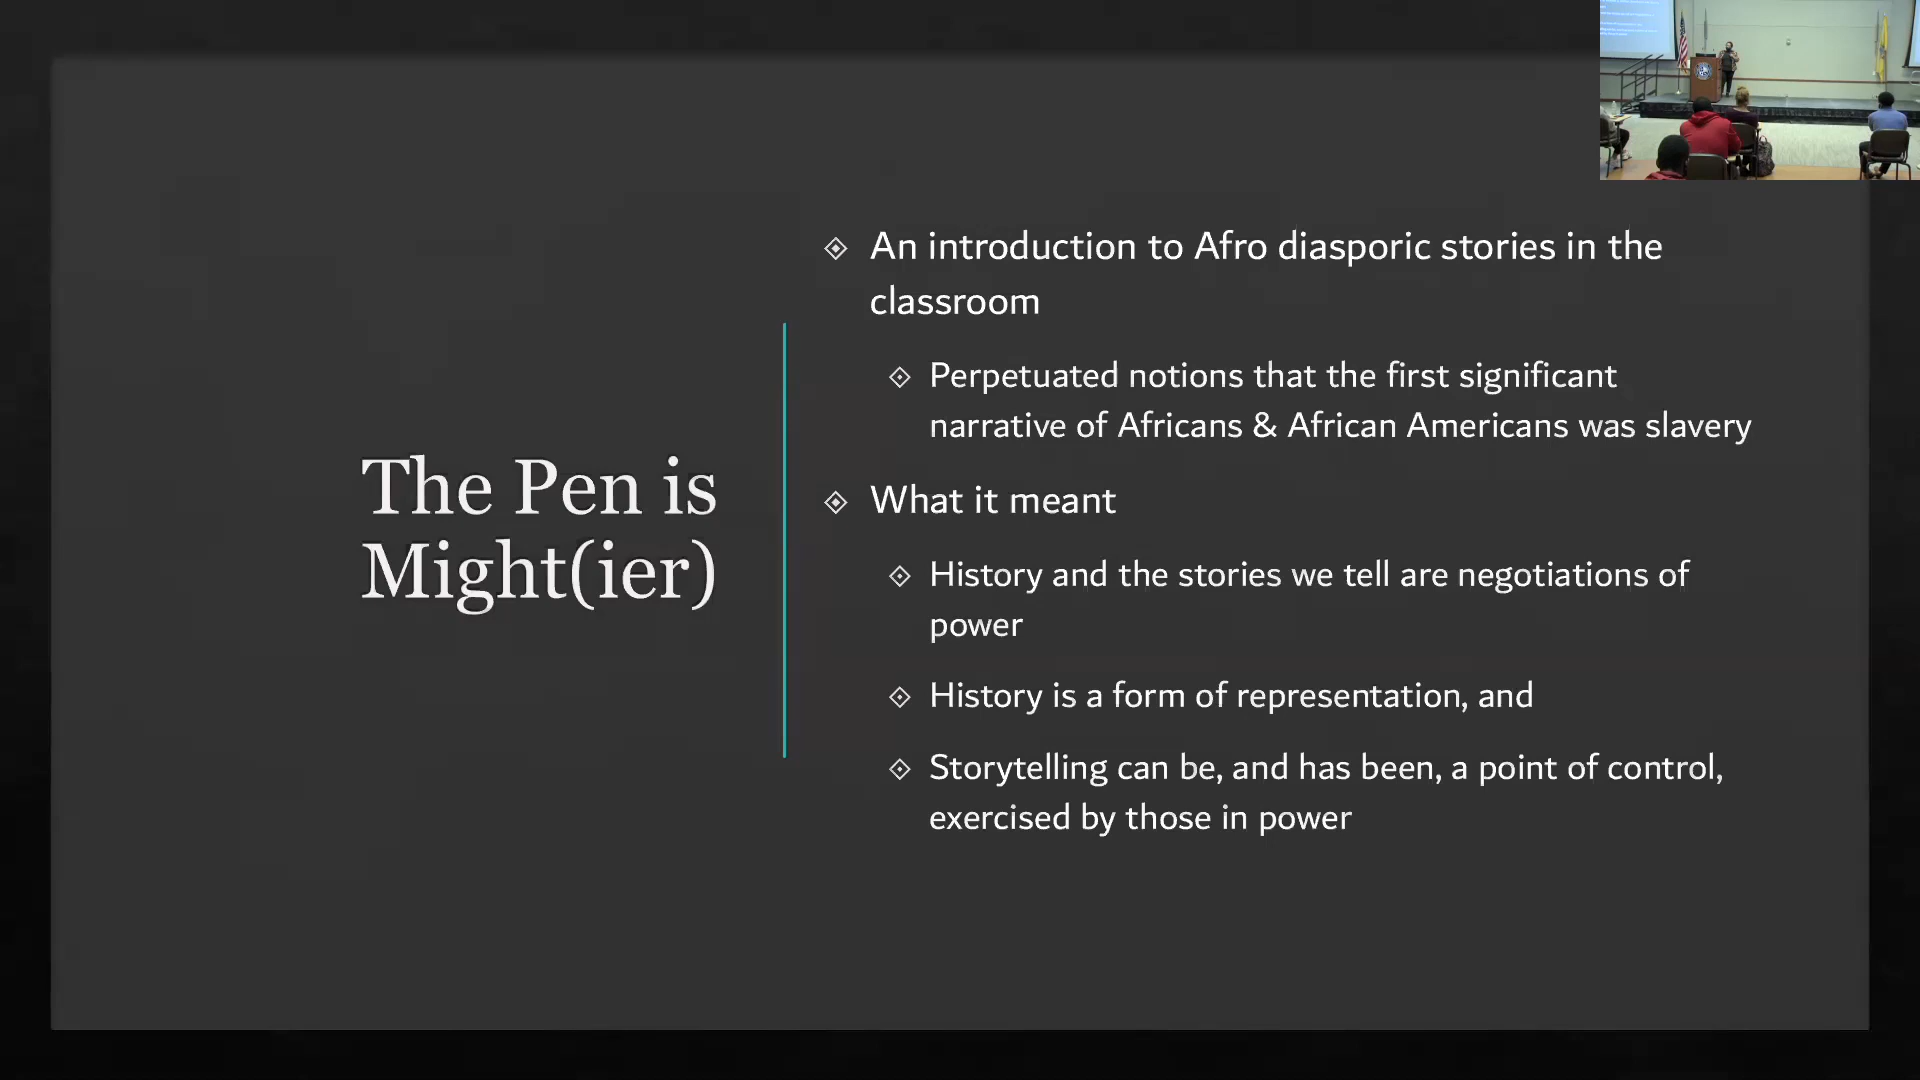 The Pen is
Might(ier)
An introduction to Afro diasporic stories in the
classroom
Perpetuated notions that the first significant
narrative of Africans & African Americans was slavery
What it meant
History and the stories we tell are negotiations of
power
History is a form of representation, and
Storytelling can be, and has been, a point of control,
exercised by those in power